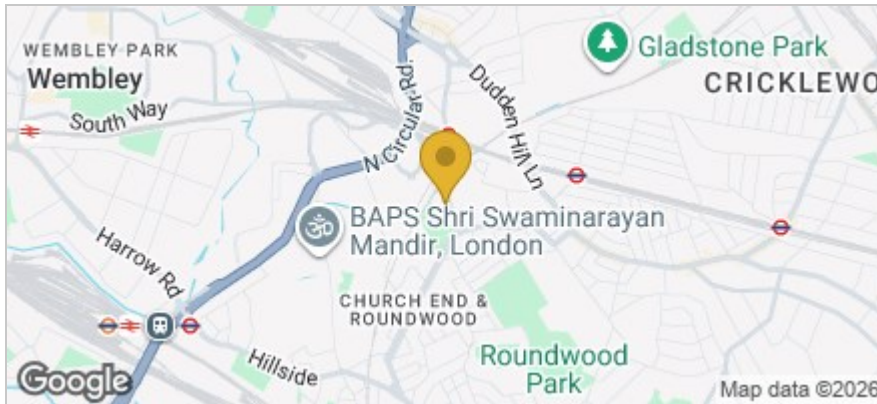 WEMBLEY PARK
Wembley
South Way
N Circular Rd.
Dudden Hill Ln
Gladstone Park
CRICKLEWO
ॐ
BAPS Shri Swaminarayan
Mandir, London
Harrow Rd
CHURCH END &
ROUNDWOOD
Hillside
Roundwood
Park
Google
Map data ©2026